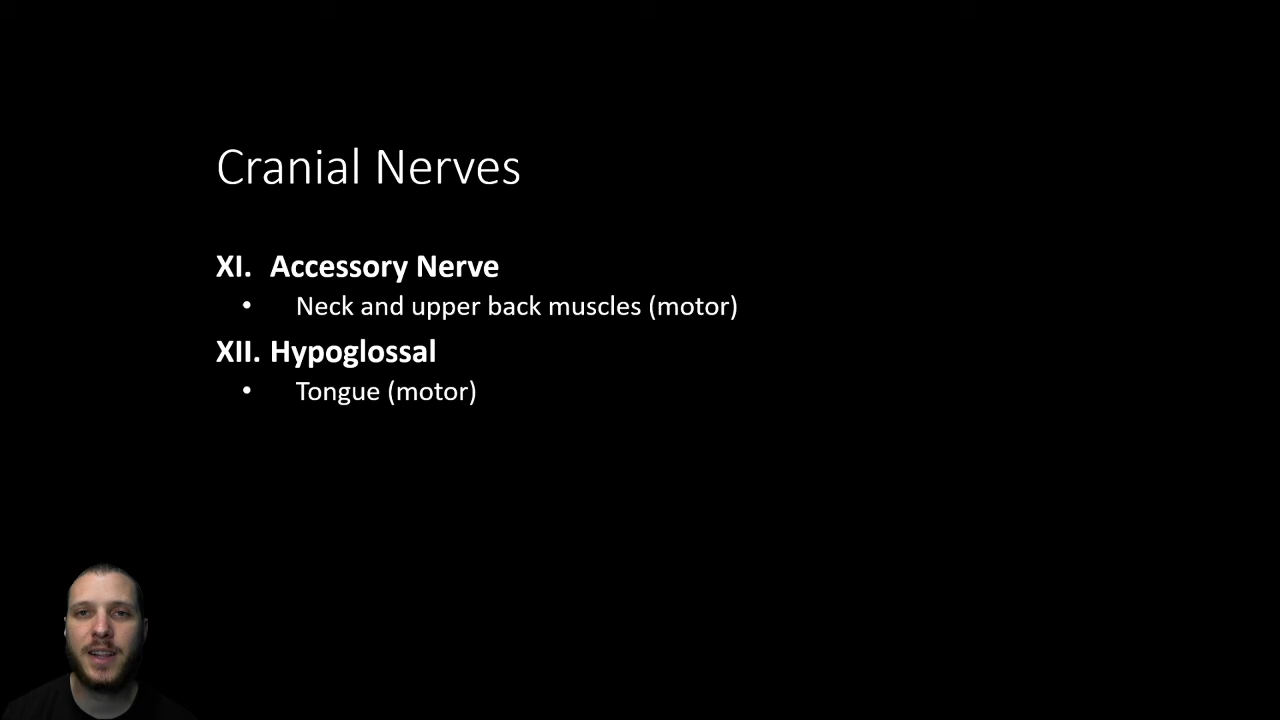 Cranial Nerves
XI. Accessory Nerve
• Neck and upper back muscles (motor)
XII. Hypoglossal
• Tongue (motor)